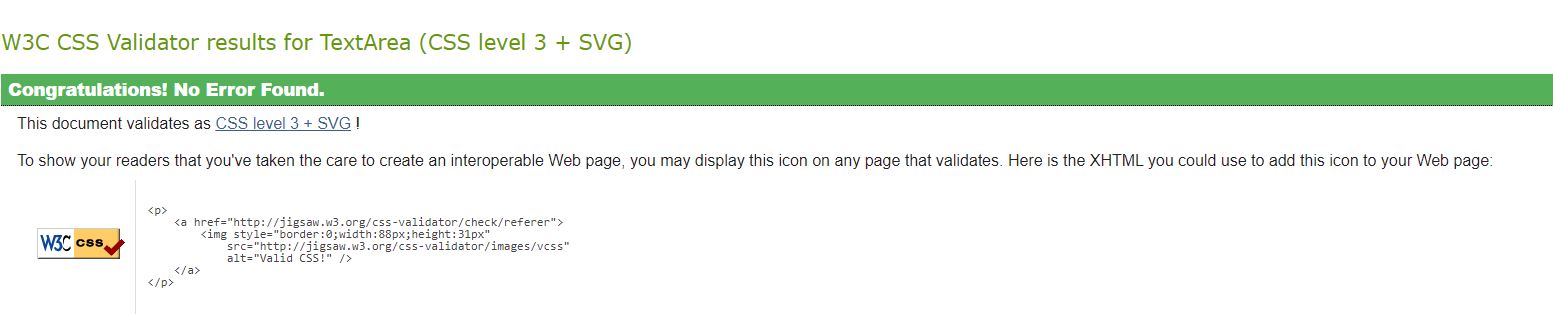 W3C CSS Validator results for TextArea (CSS level 3 + SVG)
Congratulations! No Error Found.
This document validates as CSS level 3 + SVG !
To show your readers that you've taken the care to create an interoperable Web page, you may display this icon on any page that validates. Here is the XHTML you could use to add this icon to your Web page:
W3C css
<p>
<a href="http://jigsaw.w3.org/css-validator/check/referer">
<img style="border:0;width:88px;height:31px"
src="http://jigsaw.w3.org/css-validator/images/vcss"
alt="Valid CSS!" />
</a>
</p>